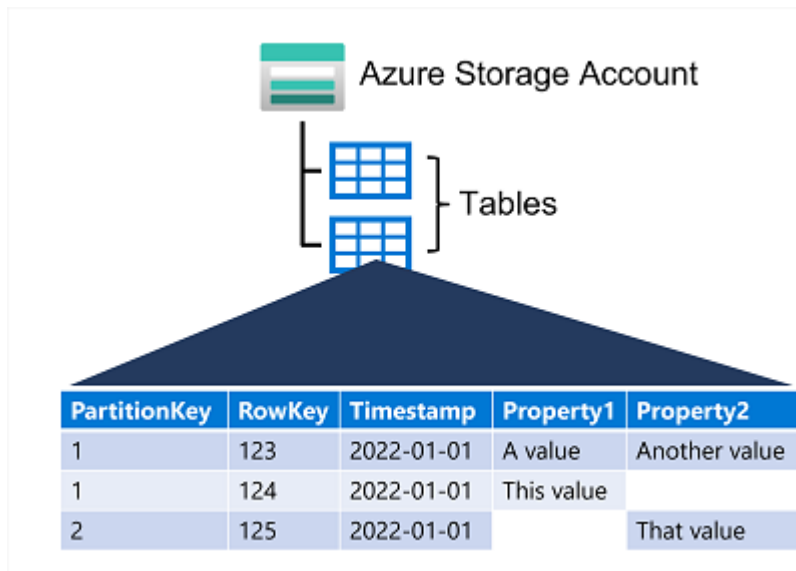 Azure Storage Account
Tables
PartitionKey RowKey Timestamp Property1 Property2
1 123 2022-01-01 A value Another value
1 124 2022-01-01 This value
2 125 2022-01-01 That value